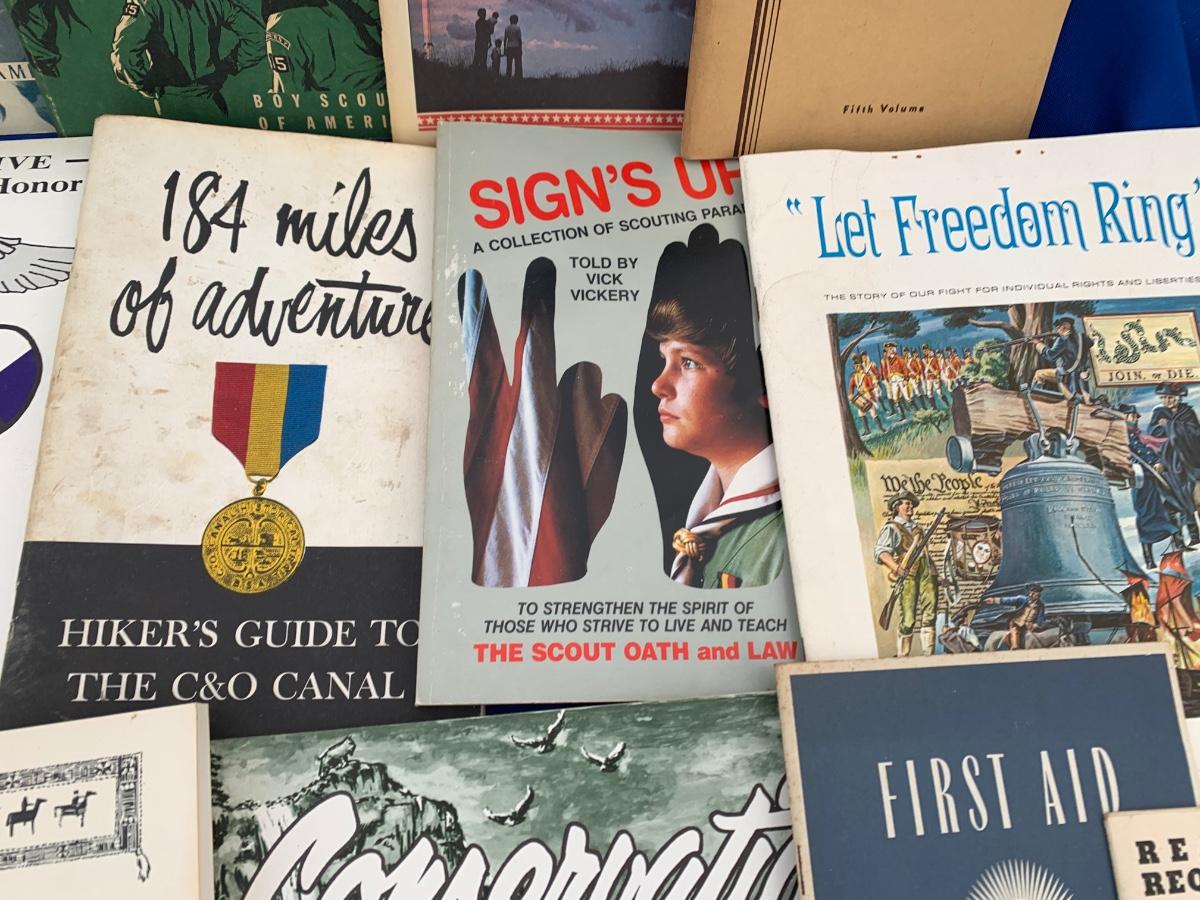 BOY SCOU
OF AMERI
Fifth Volume
IVE
Honor
184 miles
of adventure
HIKER'S GUIDE TO
THE C&O CANAL
SIGN'S UP
A COLLECTION OF SCOUTING PARA
TOLD BY
VICK
VICKERY
TO STRENGTHEN THE SPIRIT OF
THOSE WHO STRIVE TO LIVE AND TEACH
THE SCOUT OATH and LAW
"Let Freedom Ring"
THE STORY OF OUR FIGHT FOR INDIVIDUAL RIGHTS AND LIBERTIES
JOIN, or DIE.
We the People
Conservati
FIRST AID
RE
REC